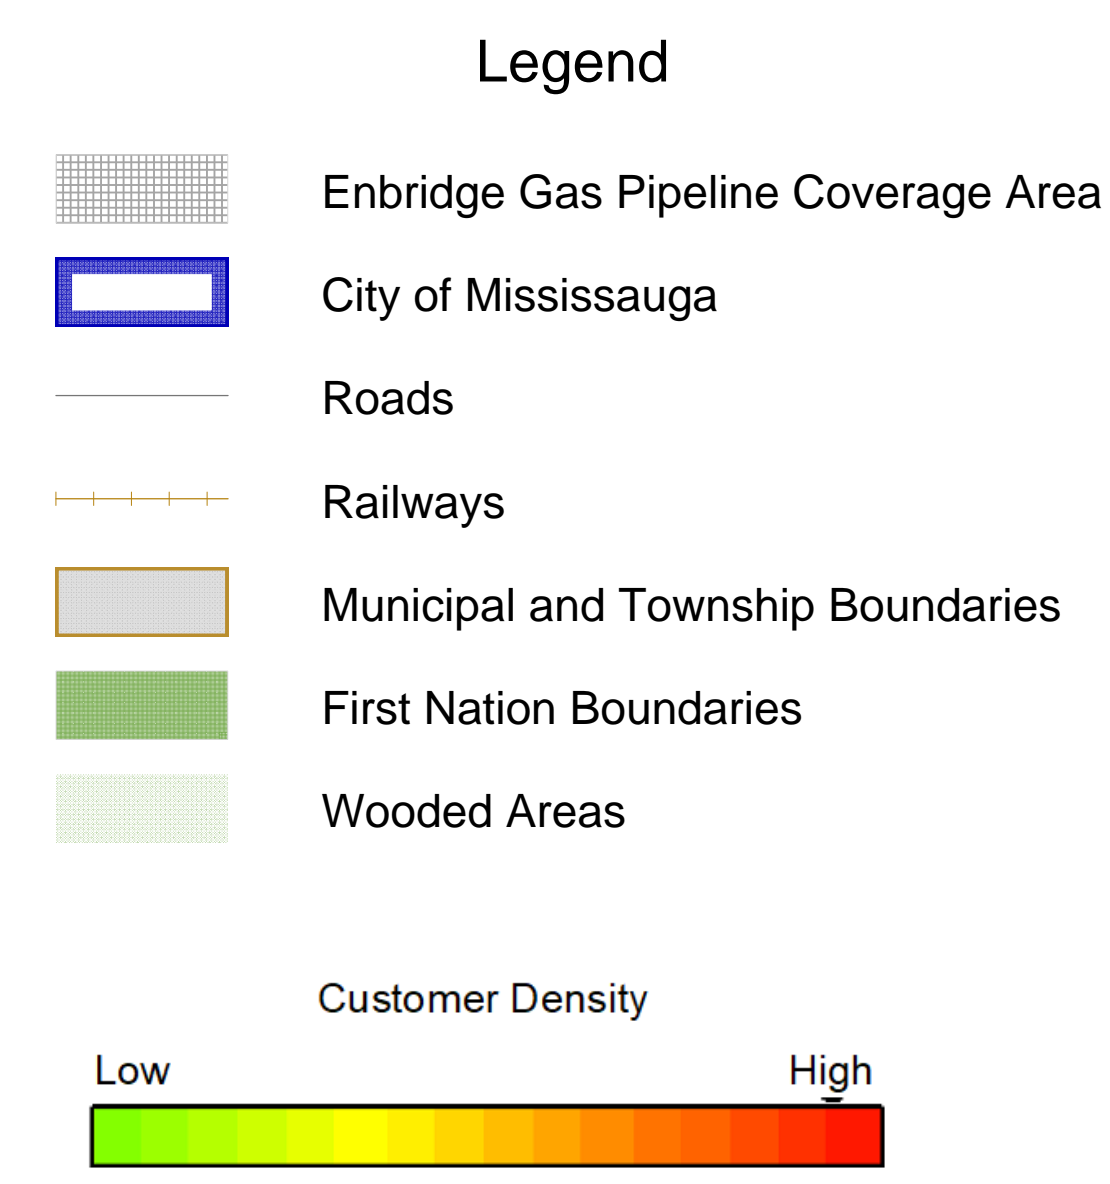 Legend
Enbridge Gas Pipeline Coverage Area
City of Mississauga
Roads
Railways
Municipal and Township Boundaries
First Nation Boundaries
Wooded Areas
Customer Density
Low High